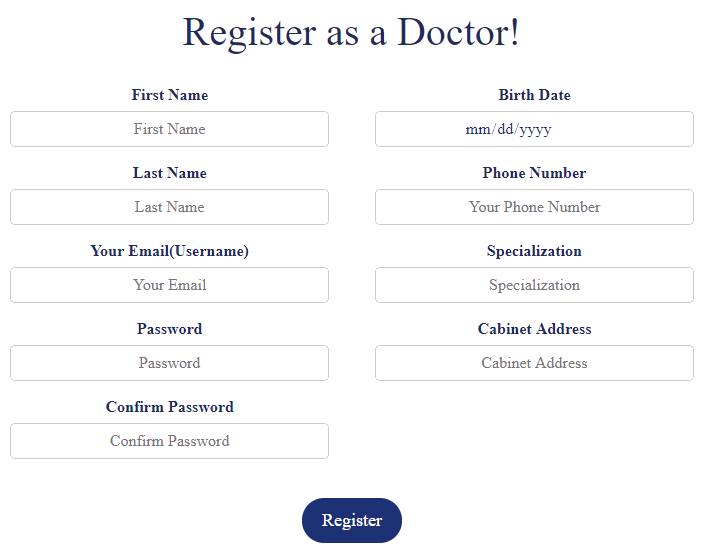 Register as a Doctor!
First Name
First Name
Last Name
Last Name
Your Email(Username)
Your Email
Password
Password
Confirm Password
Confirm Password
Birth Date
mm/dd/yyyy
Phone Number
Your Phone Number
Specialization
Specialization
Cabinet Address
Cabinet Address
Register